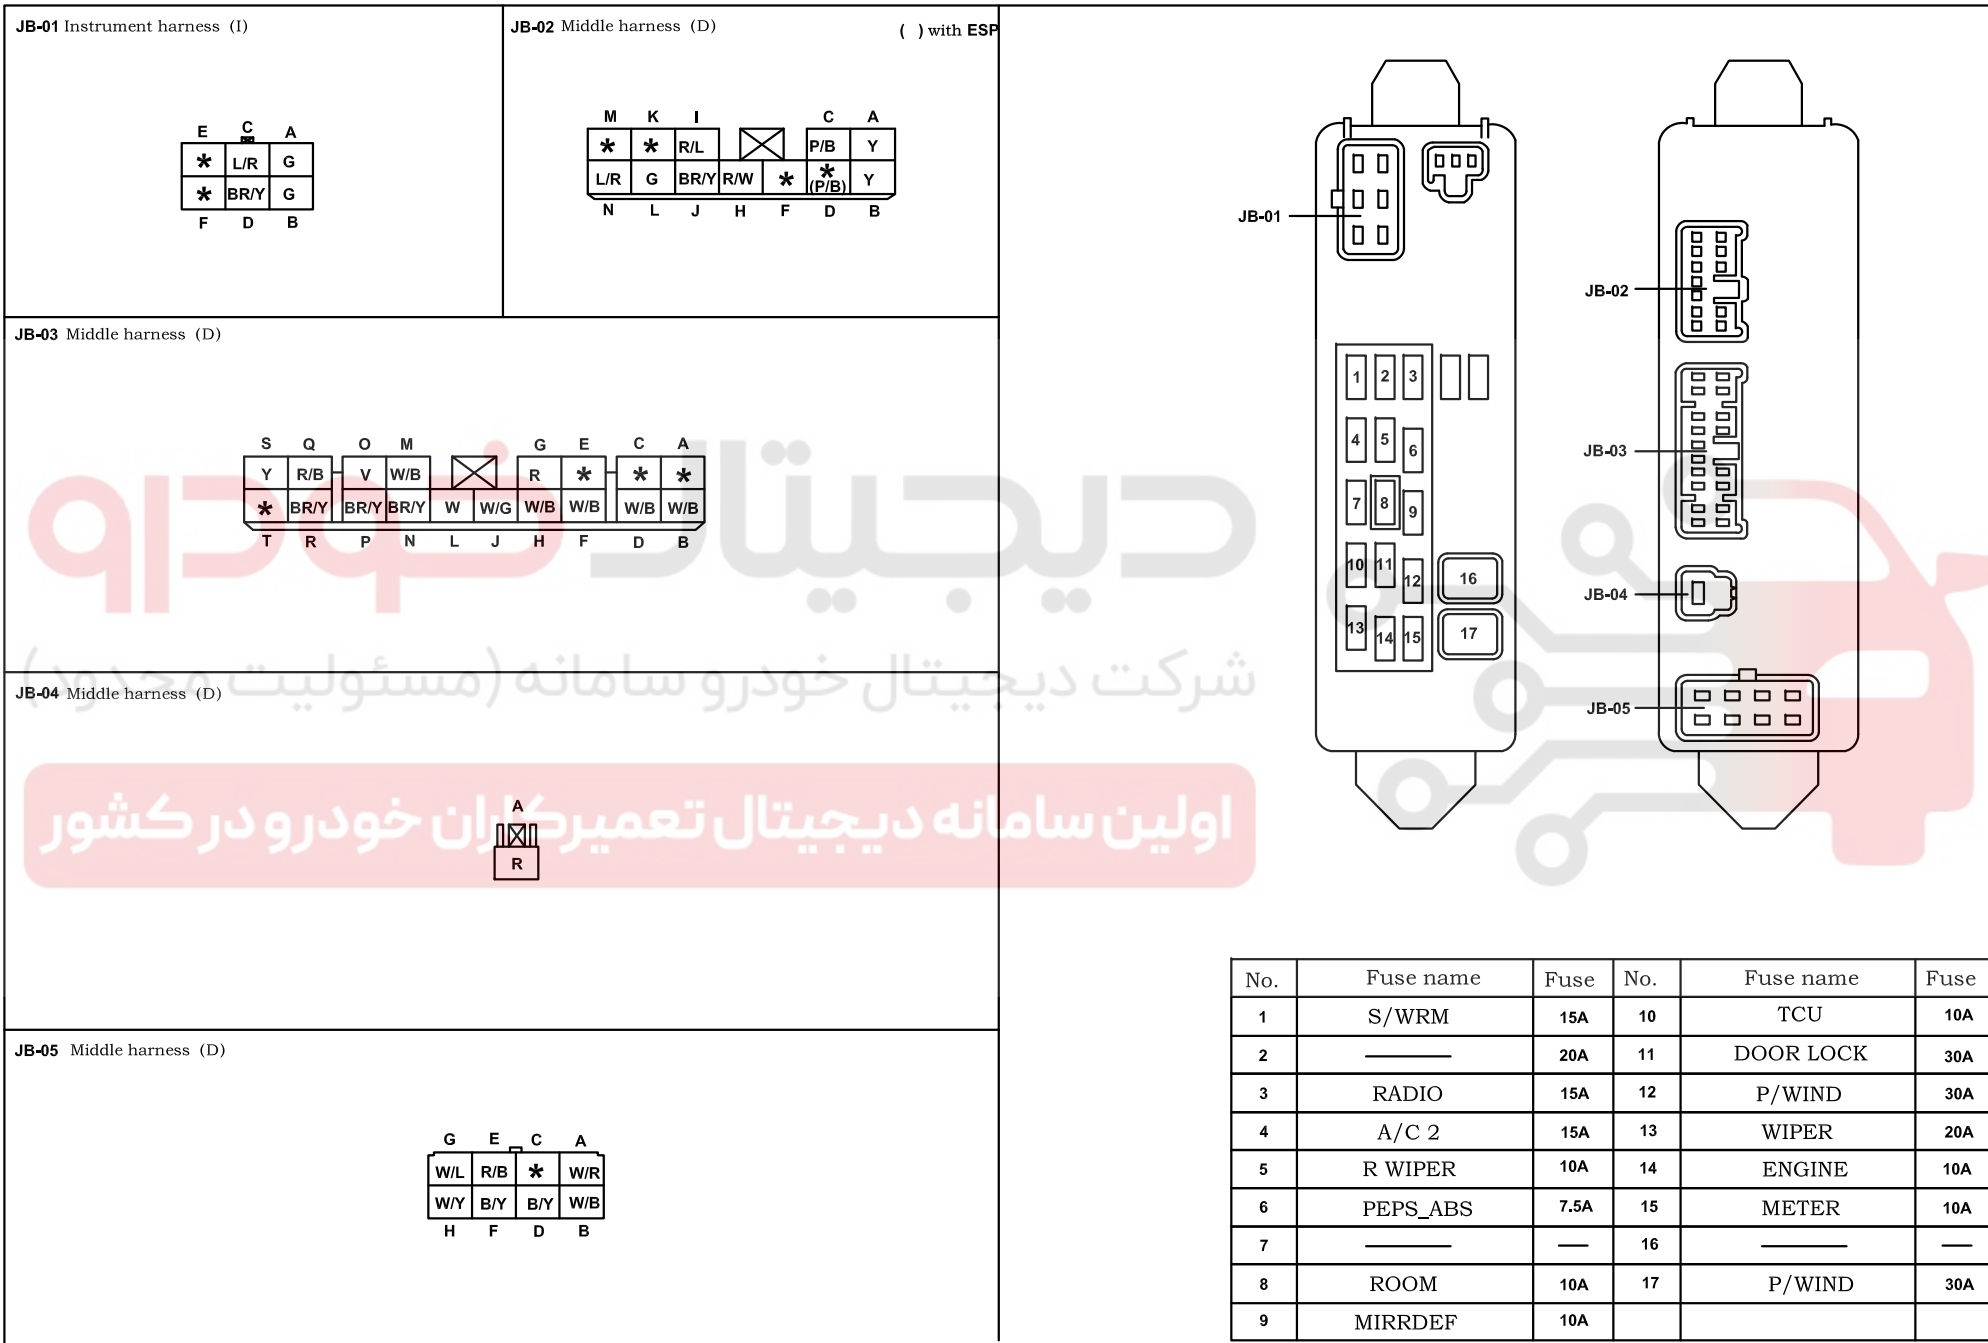 JB-01 Instrument harness (I)
E C A
* L/R G
* BR/Y G
F D B
JB-02 Middle harness (D) ( ) with ESP
M K I C A
* * R/L P/B Y
L/R G BR/Y R/W * * (P/B) Y
N L J H F D B
JB-03 Middle harness (D)
S Q O M G E C A
Y R/B V W/B R * * *
* BR/Y BR/Y BR/Y W W/G W/B W/B W/B W/B
T R P N L J H F D B
دیجیتال خودرو
شرکت دیجیتال خودرو سامانه (مسئولیت محدود)
JB-04 Middle harness (D)
A
R
اولین سامانه دیجیتال تعمیرکاران خودرو در کشور
JB-05 Middle harness (D)
G E C A
W/L R/B * W/R
W/Y B/Y B/Y W/B
H F D B
JB-01
1 2 3
4 5 6
7 8 9
10 11 12 16
13 14 15 17
JB-02
JB-03
JB-04
JB-05
No. Fuse name Fuse No. Fuse name Fuse
1 S/WRM 15A 10 TCU 10A
2 —— 20A 11 DOOR LOCK 30A
3 RADIO 15A 12 P/WIND 30A
4 A/C 2 15A 13 WIPER 20A
5 R WIPER 10A 14 ENGINE 10A
6 PEPS_ABS 7.5A 15 METER 10A
7 —— — 16 —— —
8 ROOM 10A 17 P/WIND 30A
9 MIRRDEF 10A